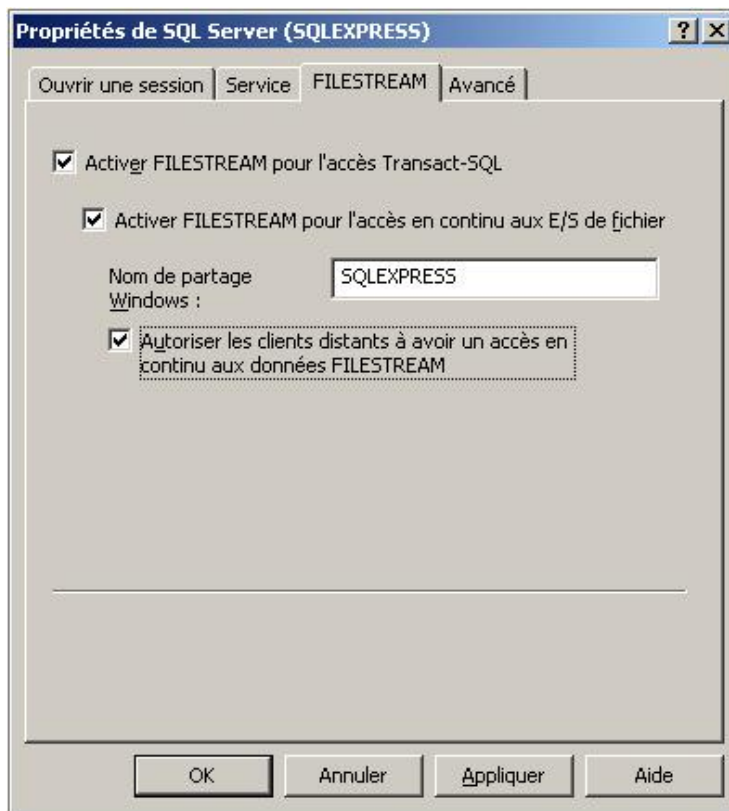 Propriétés de SQL Server (SQLEXPRESS)
Ouvrir une session Service FILESTREAM Avancé
Activer FILESTREAM pour l'accès Transact-SQL
Activer FILESTREAM pour l'accès en continu aux E/S de fichier
Nom de partage
Windows :
SQLEXPRESS
Autoriser les clients distants à avoir un accès en
continu aux données FILESTREAM
OK Annuler Appliquer Aide